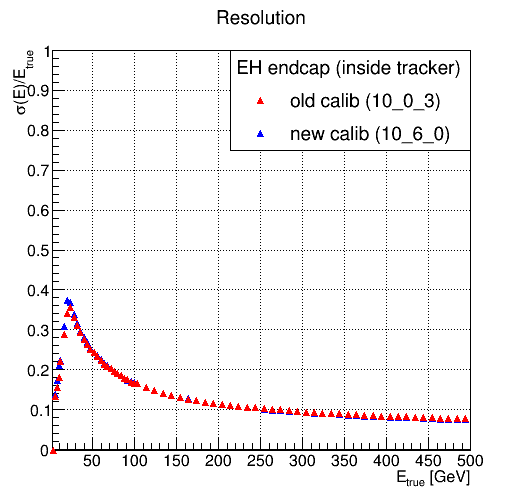 Resolution
σ(E)/E_true
EH endcap (inside tracker)
old calib (10_0_3)
new calib (10_6_0)
1
0.9
0.8
0.7
0.6
0.5
0.4
0.3
0.2
0.1
0
50 100 150 200 250 300 350 400 450 500
E_true [GeV]